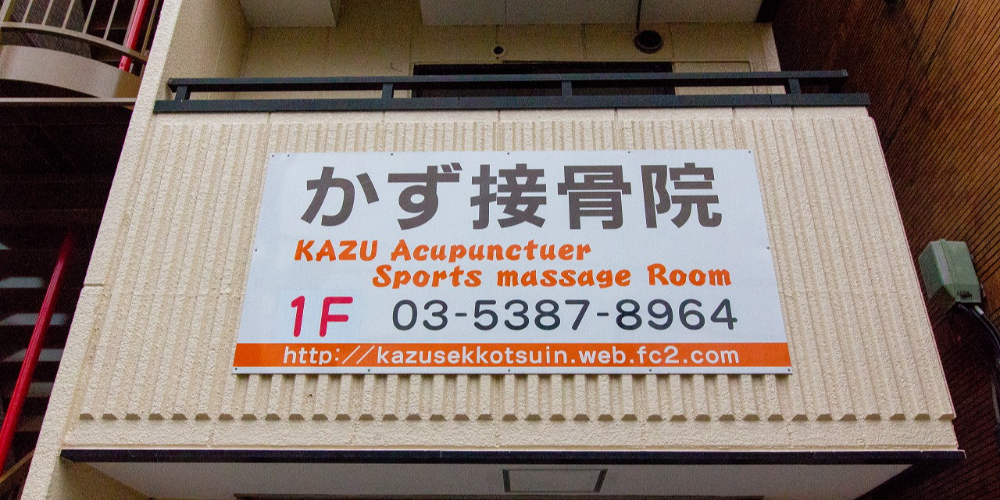 かず接骨院
KAZU Acupunctuer
Sports massage Room
1F 03-5387-8964
http://kazusekkotsuin.web.fc2.com